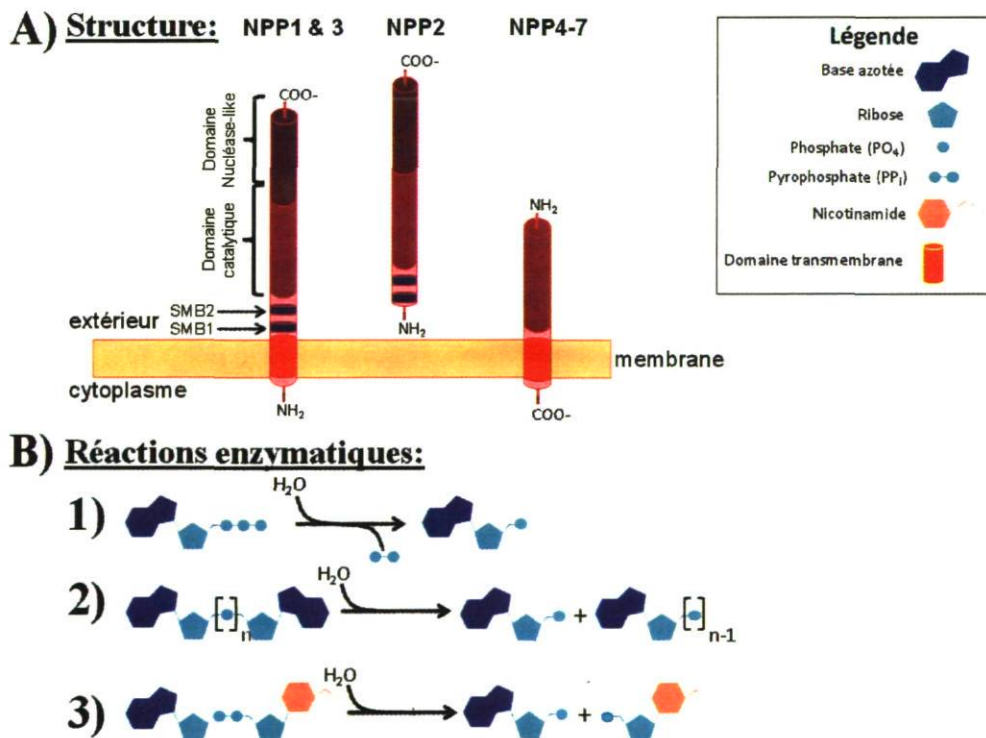 A) Structure: NPP1 & 3 NPP2 NPP4-7
COO-
COO-
Domaine
Nucléase-like
Domaine
catalytique
NH₂
SMB2
extérieur
SMB1
NH₂
membrane
cytoplasme
NH₂
COO-
Légende
Base azotée
Ribose
Phosphate (PO₄)
Pyrophosphate (PPᵢ)
Nicotinamide
Domaine transmembrane
B) Réactions enzymatiques:
1) H₂O
2) H₂O
[ ]n + [ ]n-1
3) H₂O
+